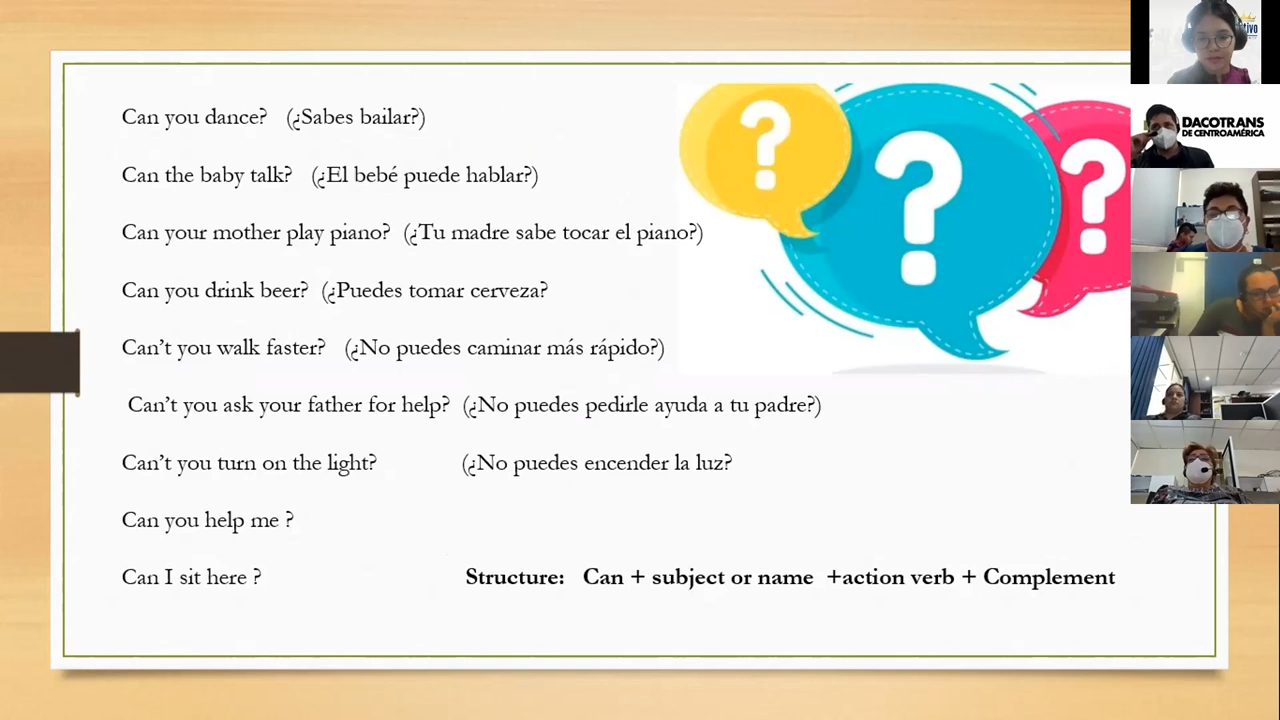 Can you dance? (¿Sabes bailar?)
Can the baby talk? (¿El bebé puede hablar?)
Can your mother play piano? (¿Tu madre sabe tocar el piano?)
Can you drink beer? (¿Puedes tomar cerveza?
Can’t you walk faster? (¿No puedes caminar más rápido?)
Can’t you ask your father for help? (¿No puedes pedirle ayuda a tu padre?)
Can’t you turn on the light? (¿No puedes encender la luz?
Can you help me ?
Can I sit here ? Structure: Can + subject or name +action verb + Complement
? ? ?
DACOTRANS
DE CENTROAMÉRICA